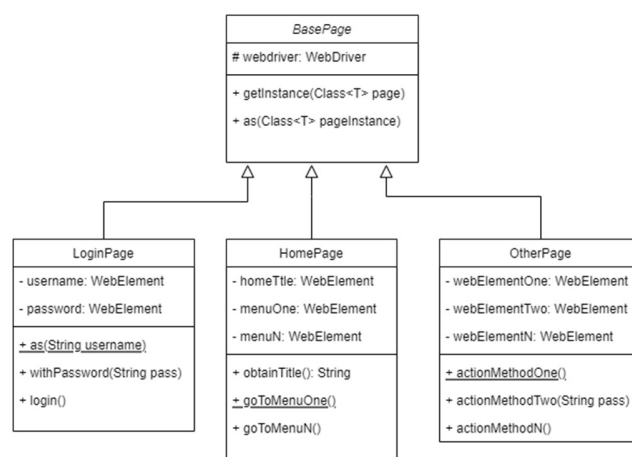 BasePage
# webdriver: WebDriver
+ getInstance(Class<T> page)
+ as(Class<T> pageInstance)
LoginPage
- username: WebElement
- password: WebElement
+ as(String username)
+ withPassword(String pass)
+ login()
HomePage
- homeTtle: WebElement
- menuOne: WebElement
- menuN: WebElement
+ obtainTitle(): String
+ goToMenuOne()
+ goToMenuN()
OtherPage
- webElementOne: WebElement
- webElementTwo: WebElement
- webElementN: WebElement
+ actionMethodOne()
+ actionMethodTwo(String pass)
+ actionMethodN()